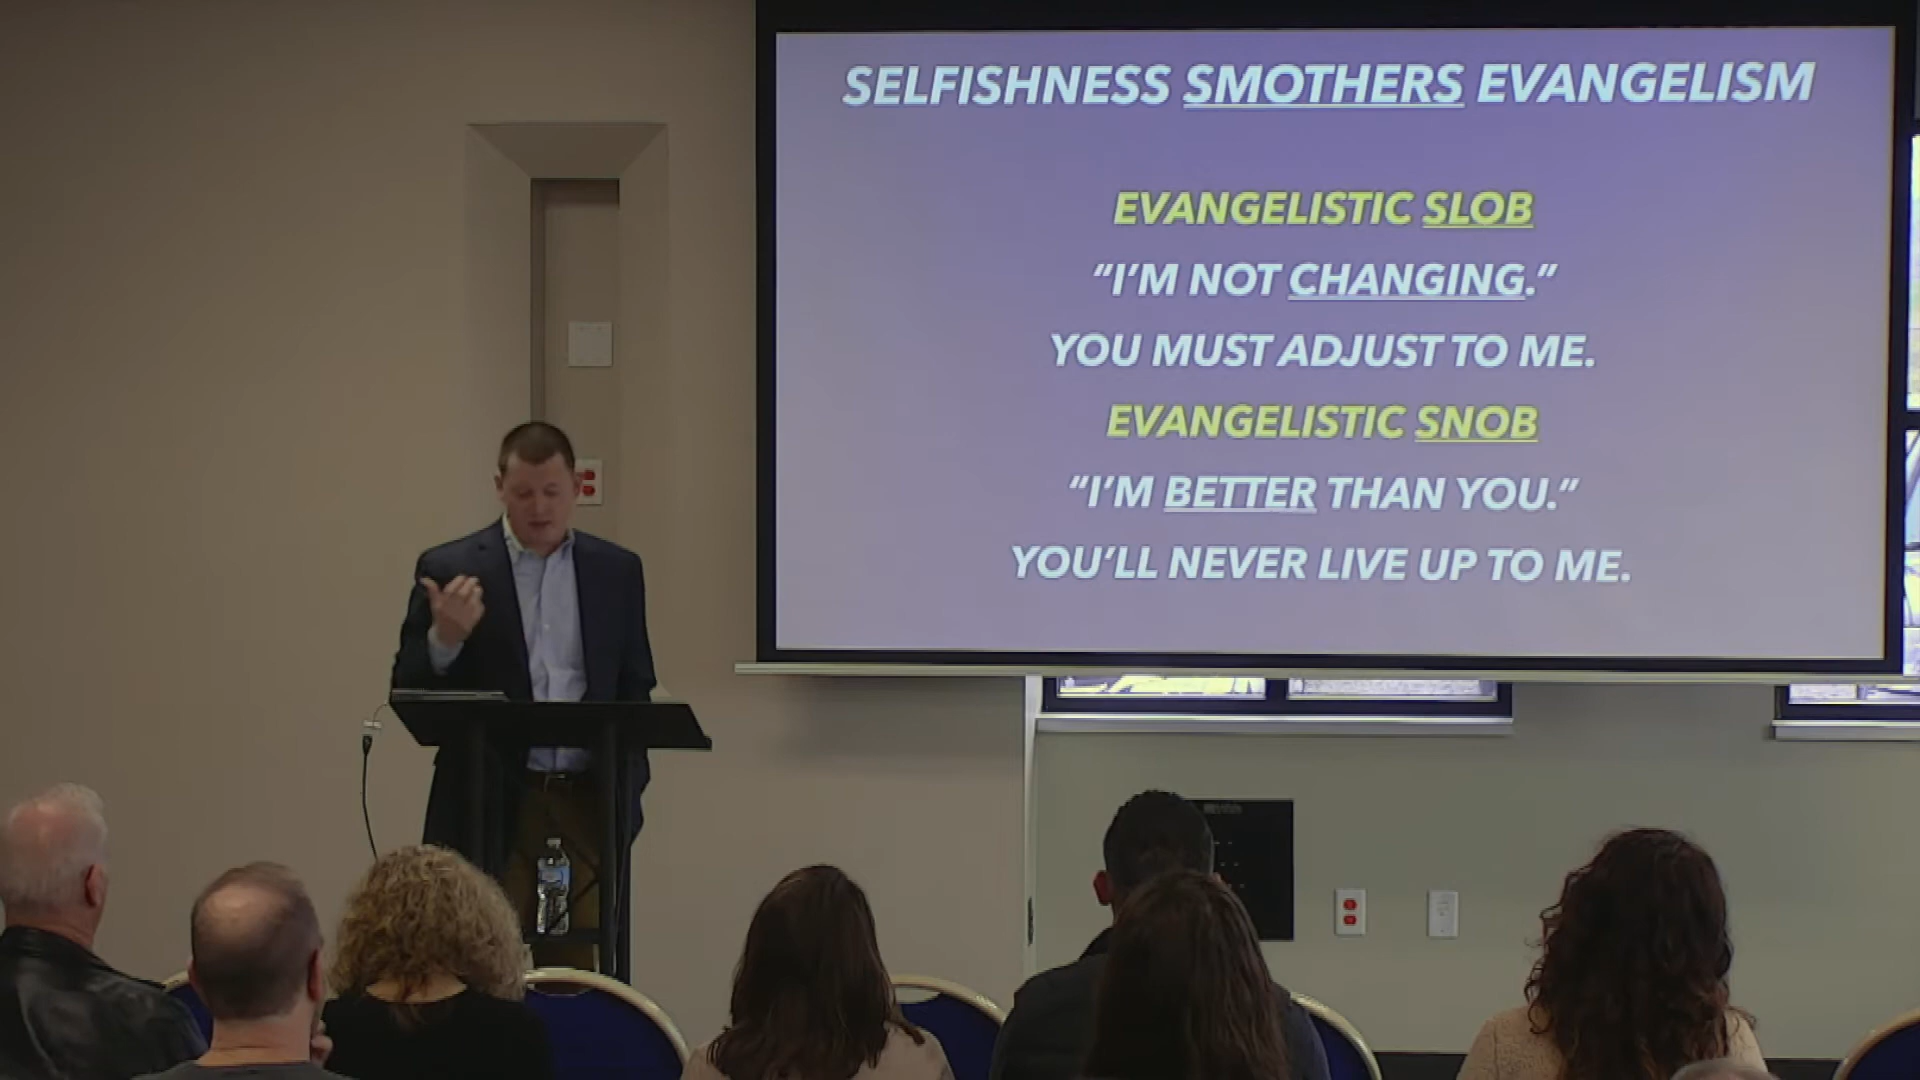 SELFISHNESS SMOTHERS EVANGELISM
EVANGELISTIC SLOB
“I’M NOT CHANGING.”
YOU MUST ADJUST TO ME.
EVANGELISTIC SNOB
“I’M BETTER THAN YOU.”
YOU’LL NEVER LIVE UP TO ME.